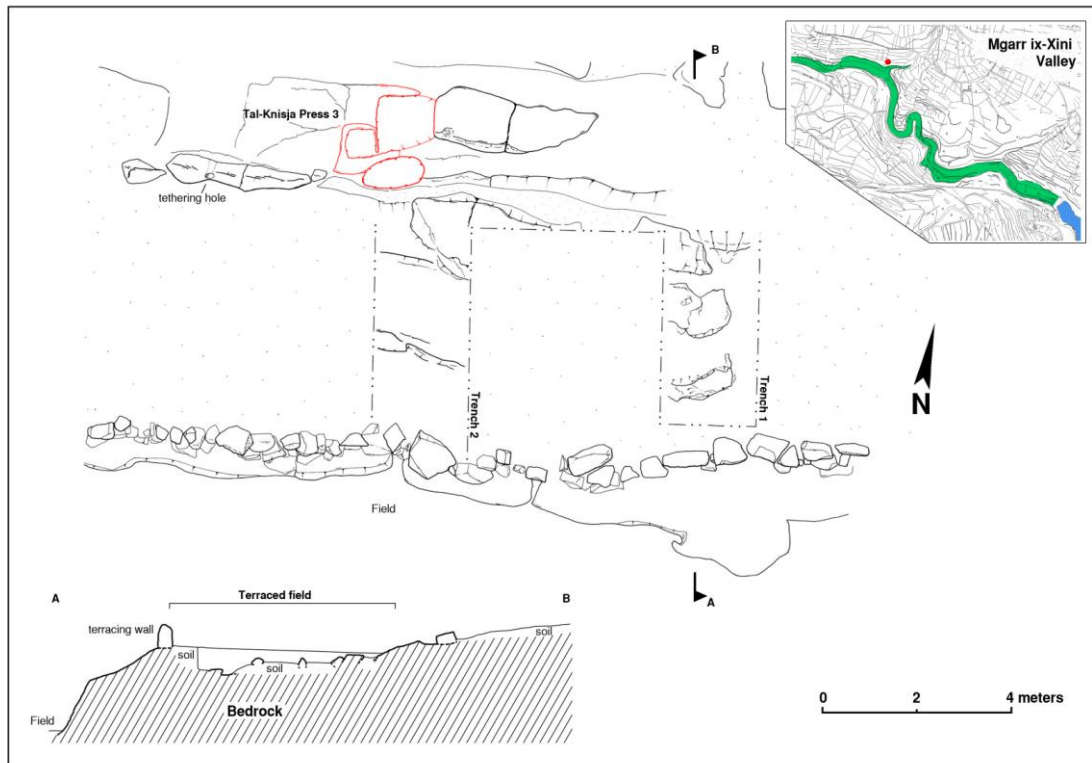 B
Mgarr ix-Xini
Valley
Tal-Knisja Press 3
tethering hole
Trench 1
Trench 2
N
Field
A
A
Terraced field
B
terracing wall
soil
soil
soil
Bedrock
Field
0 2 4 meters